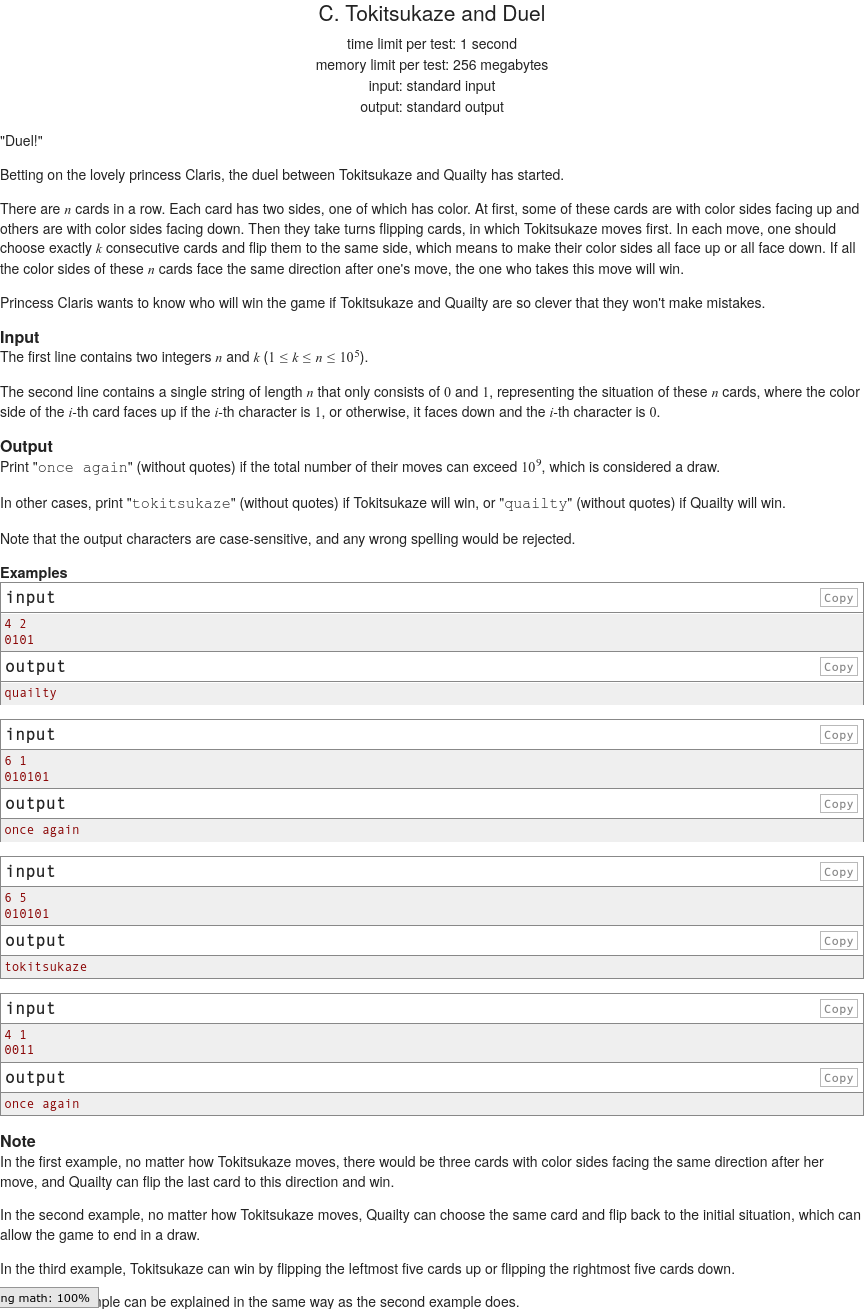 C. Tokitsukaze and Duel
time limit per test: 1 second
memory limit per test: 256 megabytes
input: standard input
output: standard output
"Duel!"
Betting on the lovely princess Claris, the duel between Tokitsukaze and Quailty has started.
There are n cards in a row. Each card has two sides, one of which has color. At first, some of these cards are with color sides facing up and
others are with color sides facing down. Then they take turns flipping cards, in which Tokitsukaze moves first. In each move, one should
choose exactly k consecutive cards and flip them to the same side, which means to make their color sides all face up or all face down. If all
the color sides of these n cards face the same direction after one's move, the one who takes this move will win.
Princess Claris wants to know who will win the game if Tokitsukaze and Quailty are so clever that they won't make mistakes.
Input
The first line contains two integers n and k (1 ≤ k ≤ n ≤ 10⁵).
The second line contains a single string of length n that only consists of 0 and 1, representing the situation of these n cards, where the color
side of the i-th card faces up if the i-th character is 1, or otherwise, it faces down and the i-th character is 0.
Output
Print "once again" (without quotes) if the total number of their moves can exceed 10⁹, which is considered a draw.
In other cases, print "tokitsukaze" (without quotes) if Tokitsukaze will win, or "quailty" (without quotes) if Quailty will win.
Note that the output characters are case-sensitive, and any wrong spelling would be rejected.
Examples
input Copy
4 2
0101
output Copy
quailty
input Copy
6 1
010101
output Copy
once again
input Copy
6 5
010101
output Copy
tokitsukaze
input Copy
4 1
0011
output Copy
once again
Note
In the first example, no matter how Tokitsukaze moves, there would be three cards with color sides facing the same direction after her
move, and Quailty can flip the last card to this direction and win.
In the second example, no matter how Tokitsukaze moves, Quailty can choose the same card and flip back to the initial situation, which can
allow the game to end in a draw.
In the third example, Tokitsukaze can win by flipping the leftmost five cards up or flipping the rightmost five cards down.
ng math: 100% mple can be explained in the same way as the second example does.